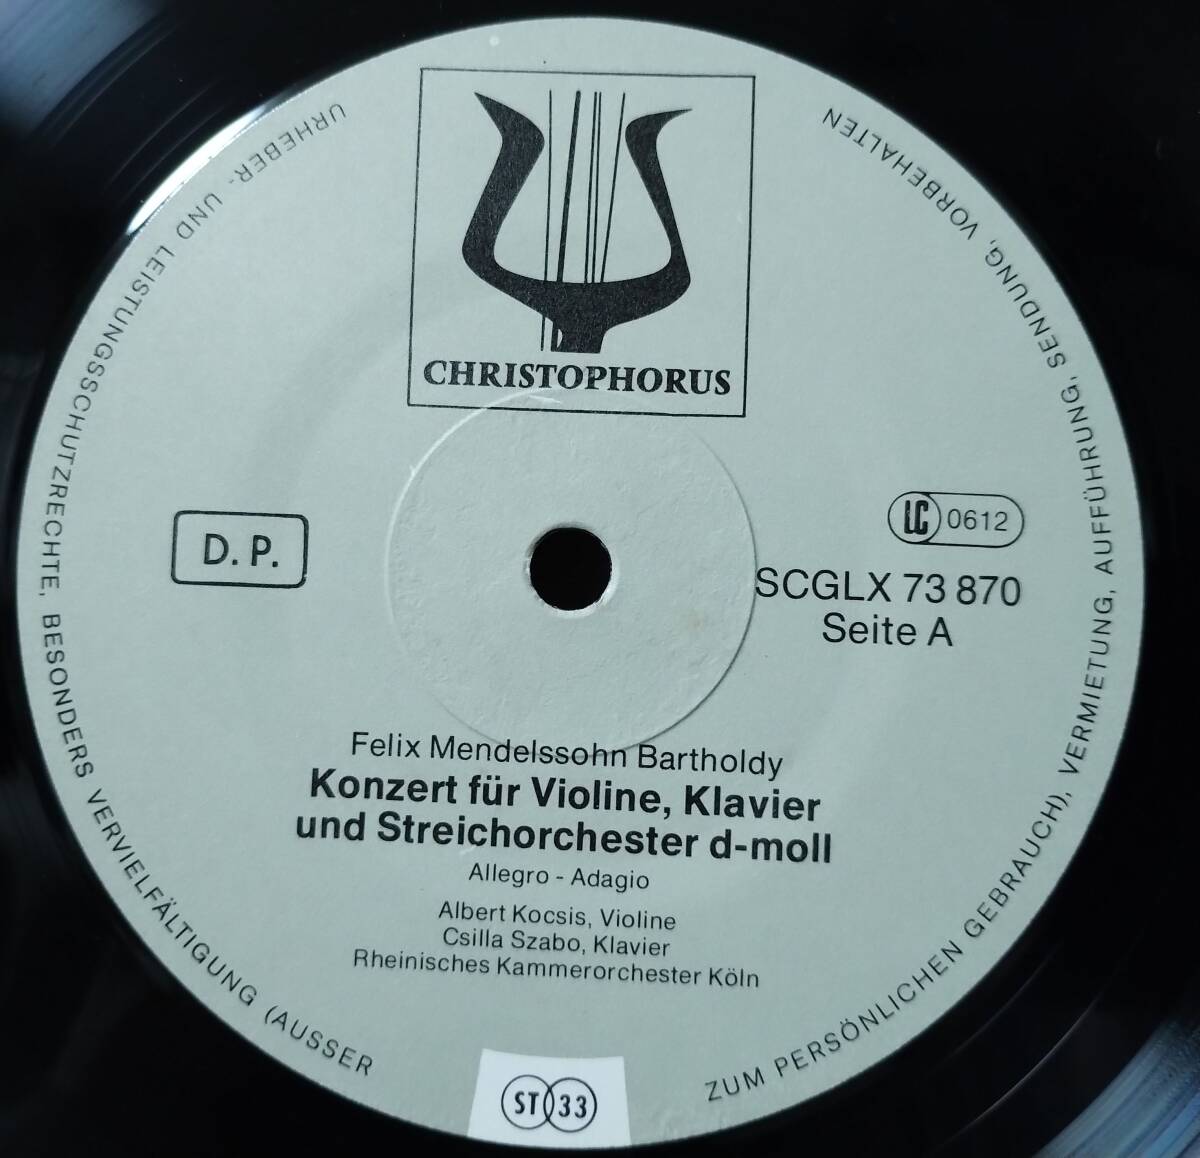 CHRISTOPHORUS
D. P.
LC 0612
SCGLX 73 870
Seite A
Felix Mendelssohn Bartholdy
Konzert für Violine, Klavier
und Streichorchester d-moll
Allegro - Adagio
Albert Kocsis, Violine
Csilla Szabo, Klavier
Rheinisches Kammerorchester Köln
ST 33
URHEBER- UND LEISTUNGSSCHUTZRECHTE, BESONDERS VERVIELFÄLTIGUNG (AUSSER
ZUM PERSÖNLICHEN GEBRAUCH), VERMIETUNG, AUFFÜHRUNG, SENDUNG, VORBEHALTEN